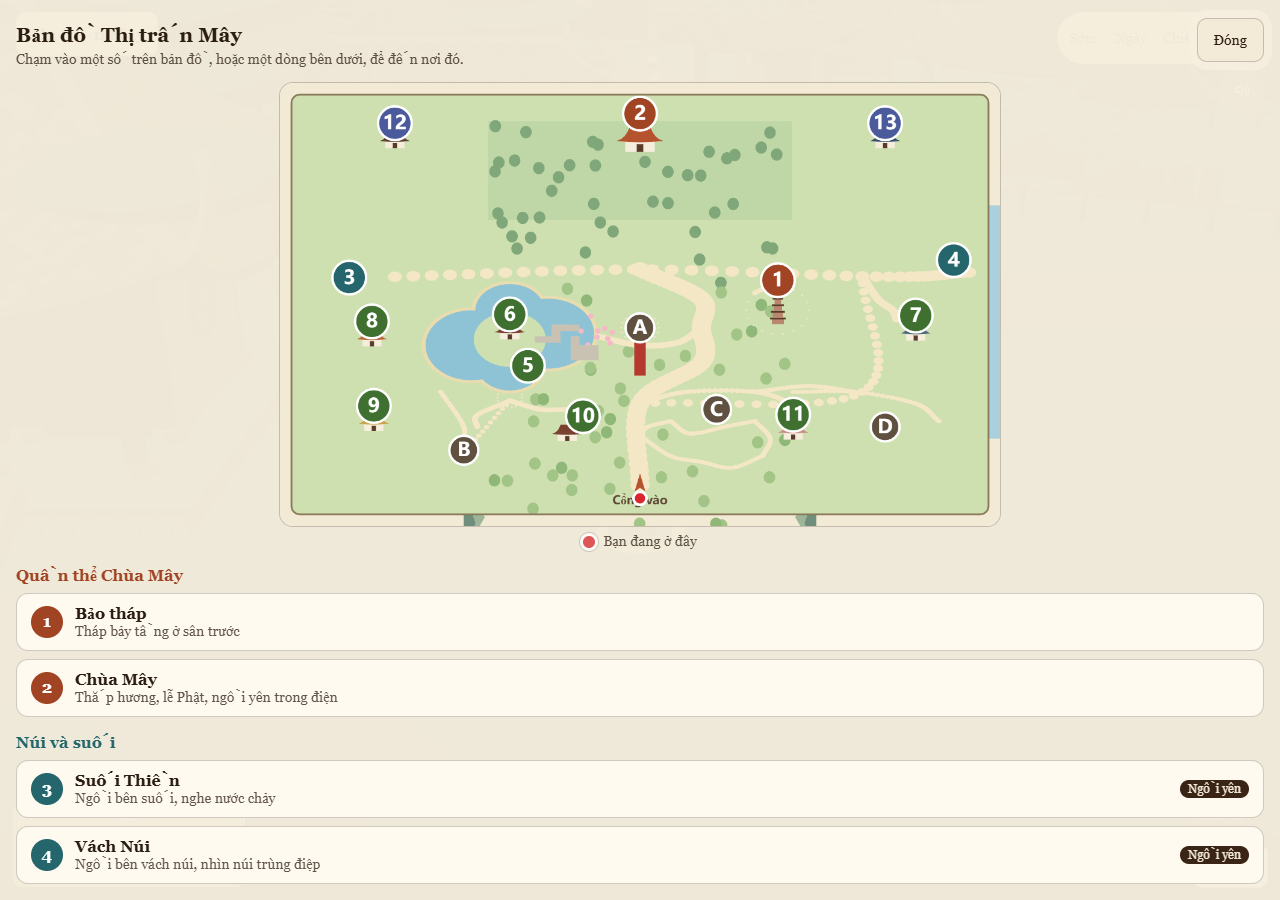 Bản đồ Thị trấn Mây
Chạm vào một số trên bản đồ, hoặc một dòng bên dưới, để đến nơi đó.
Đóng
12
2
13
3
4
1
8
6
7
A
5
9
10
C
11
D
B
Cổng vào
Bạn đang ở đây
Quần thể Chùa Mây
1
Bảo tháp
Tháp bảy tầng ở sân trước
2
Chùa Mây
Thắp hương, lễ Phật, ngồi yên trong điện
Núi và suối
3
Suối Thiền
Ngồi bên suối, nghe nước chảy
Ngồi yên
4
Vách Núi
Ngồi bên vách núi, nhìn núi trùng điệp
Ngồi yên